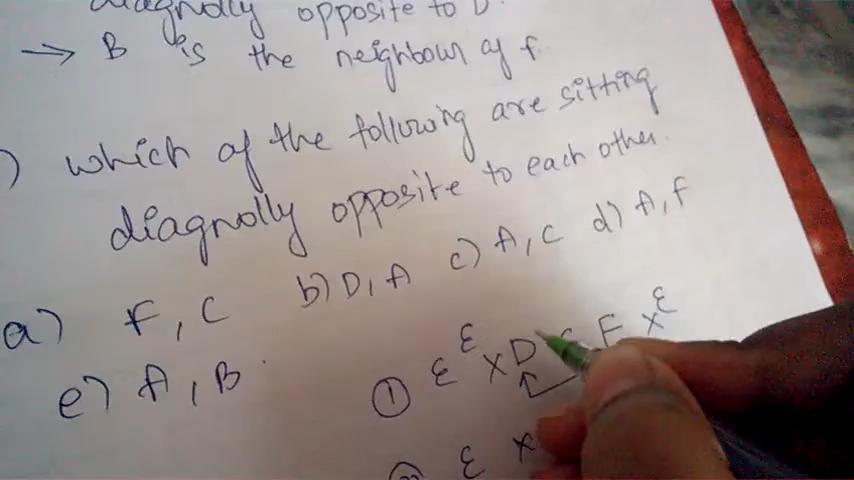 diagnolly opposite to D
→ B is the neighbour of f.
) which of the following are sitting
diagnolly opposite to each other.
a) F, C b) D, A c) A, C d) A, F
e) A, B.
① ε ε x D F x ε
ε x